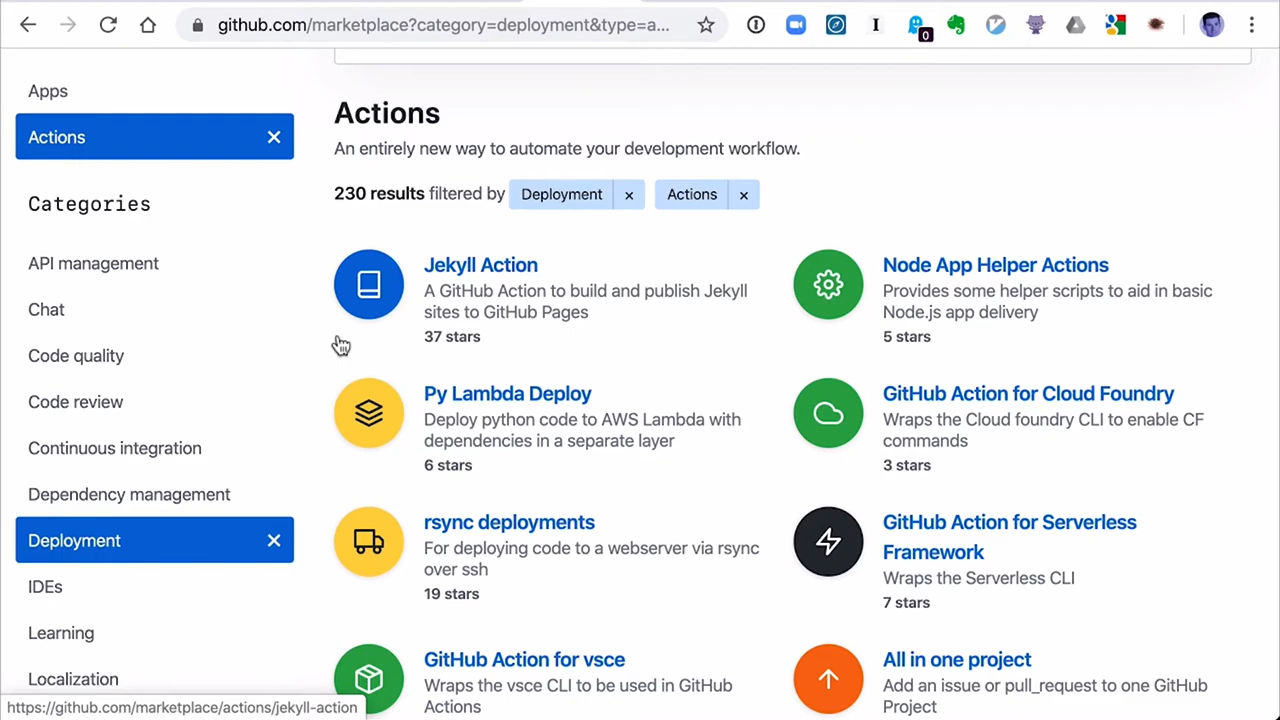 github.com/marketplace?category=deployment&type=a...
0
Apps
Actions
Categories
API management
Chat
Code quality
Code review
Continuous integration
Dependency management
Deployment
IDEs
Learning
Localization
https://github.com/marketplace/actions/jekyll-action
Actions
An entirely new way to automate your development workflow.
230 results filtered by Deployment × Actions ×
Jekyll Action
A GitHub Action to build and publish Jekyll
sites to GitHub Pages
37 stars
Node App Helper Actions
Provides some helper scripts to aid in basic
Node.js app delivery
5 stars
Py Lambda Deploy
Deploy python code to AWS Lambda with
dependencies in a separate layer
6 stars
GitHub Action for Cloud Foundry
Wraps the Cloud foundry CLI to enable CF
commands
3 stars
rsync deployments
For deploying code to a webserver via rsync
over ssh
19 stars
GitHub Action for Serverless
Framework
Wraps the Serverless CLI
7 stars
GitHub Action for vsce
Wraps the vsce CLI to be used in GitHub
Actions
All in one project
Add an issue or pull_request to one GitHub
Project